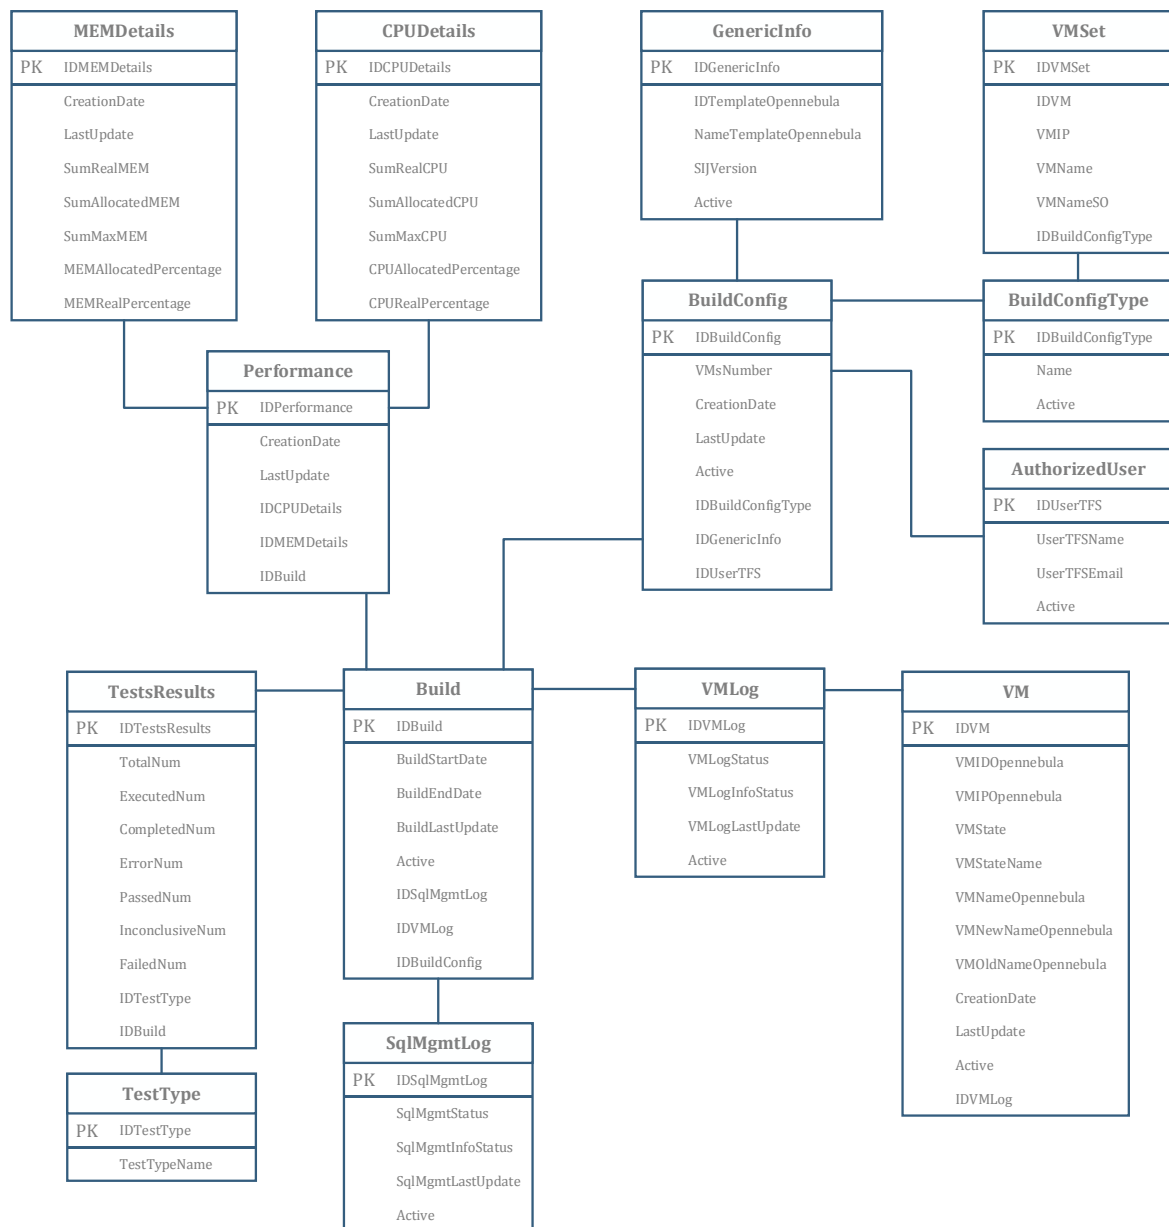 MEMDetails
PK IDMEMDetails
CreationDate
LastUpdate
SumRealMEM
SumAllocatedMEM
SumMaxMEM
MEMAllocatedPercentage
MEMRealPercentage
CPUDetails
PK IDCPUDetails
CreationDate
LastUpdate
SumRealCPU
SumAllocatedCPU
SumMaxCPU
CPUAllocatedPercentage
CPURealPercentage
GenericInfo
PK IDGenericInfo
IDTemplateOpennebula
NameTemplateOpennebula
SIJVersion
Active
VMSet
PK IDVMSet
IDVM
VMIP
VMName
VMNameSO
IDBuildConfigType
BuildConfig
PK IDBuildConfig
VMsNumber
CreationDate
LastUpdate
Active
IDBuildConfigType
IDGenericInfo
IDUserTFS
BuildConfigType
PK IDBuildConfigType
Name
Active
Performance
PK IDPerformance
CreationDate
LastUpdate
IDCPUDetails
IDMEMDetails
IDBuild
AuthorizedUser
PK IDUserTFS
UserTFSName
UserTFSEmail
Active
TestsResults
PK IDTestsResults
TotalNum
ExecutedNum
CompletedNum
ErrorNum
PassedNum
InconclusiveNum
FailedNum
IDTestType
IDBuild
Build
PK IDBuild
BuildStartDate
BuildEndDate
BuildLastUpdate
Active
IDSqlMgmtLog
IDVMLog
IDBuildConfig
VMLog
PK IDVMLog
VMLogStatus
VMLogInfoStatus
VMLogLastUpdate
Active
VM
PK IDVM
VMIDOpennebula
VMIPOpennebula
VMState
VMStateName
VMNameOpennebula
VMNewNameOpennebula
VMOldNameOpennebula
CreationDate
LastUpdate
Active
IDVMLog
TestType
PK IDTestType
TestTypeName
SqlMgmtLog
PK IDSqlMgmtLog
SqlMgmtStatus
SqlMgmtInfoStatus
SqlMgmtLastUpdate
Active